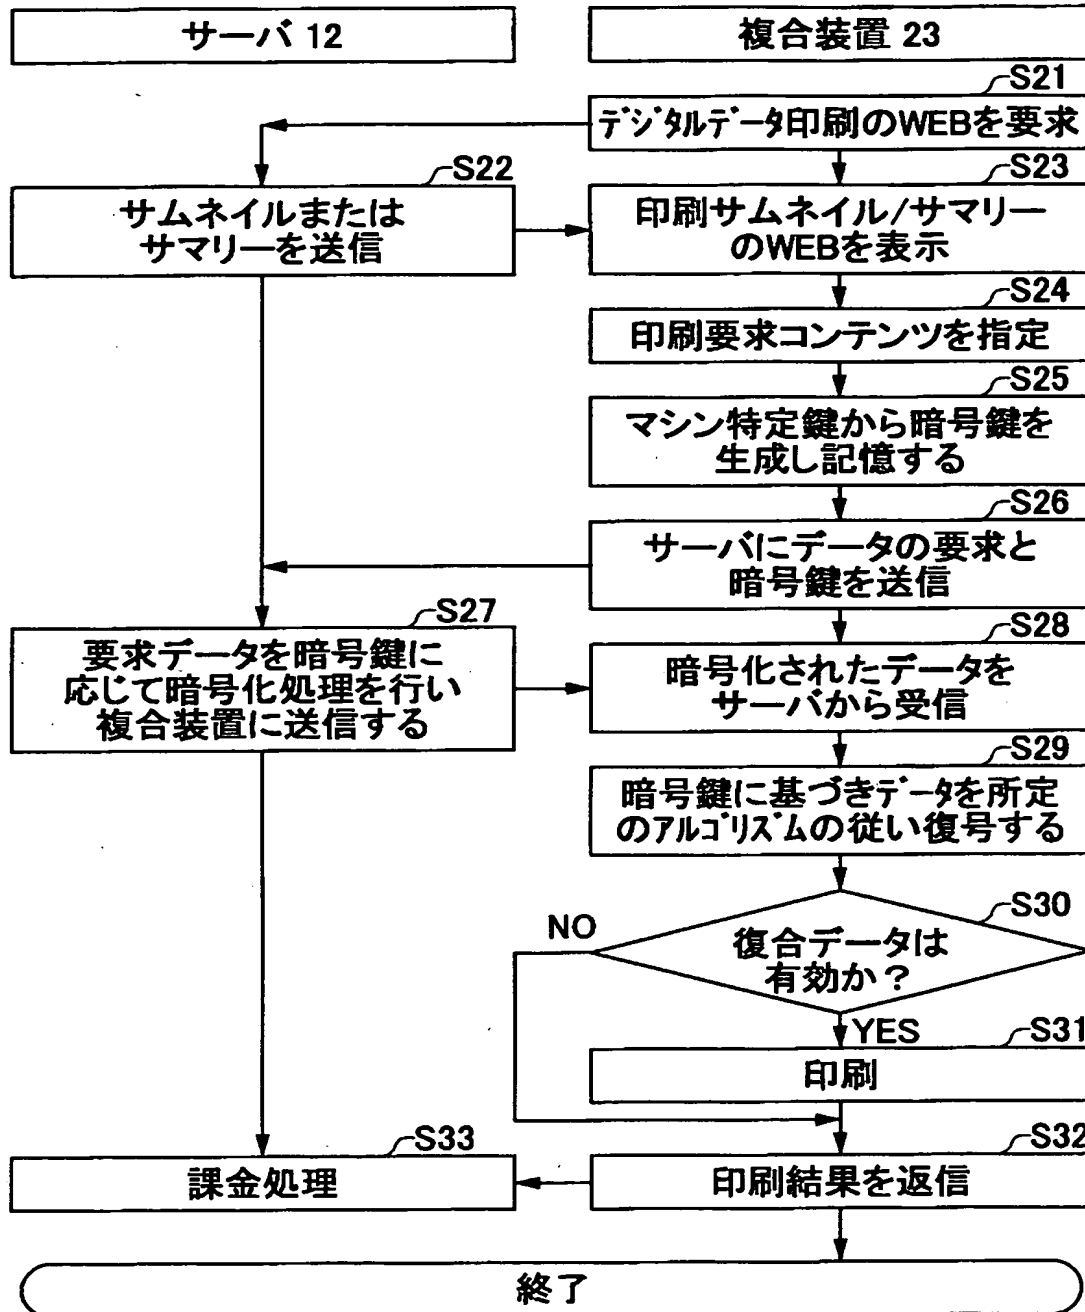 サーバ 12
複合装置 23
S21
デジタルデータ印刷のWEBを要求
S22
サムネイルまたは
サマリーを送信
S23
印刷サムネイル/サマリー
のWEBを表示
S24
印刷要求コンテンツを指定
S25
マシン特定鍵から暗号鍵を
生成し記憶する
S26
サーバにデータの要求と
暗号鍵を送信
S27
要求データを暗号鍵に
応じて暗号化処理を行い
複合装置に送信する
S28
暗号化されたデータを
サーバから受信
S29
暗号鍵に基づきデータを所定
のアルゴリズムの従い復号する
S30
復合データは
有効か?
NO
YES
S31
印刷
S32
印刷結果を返信
S33
課金処理
終了